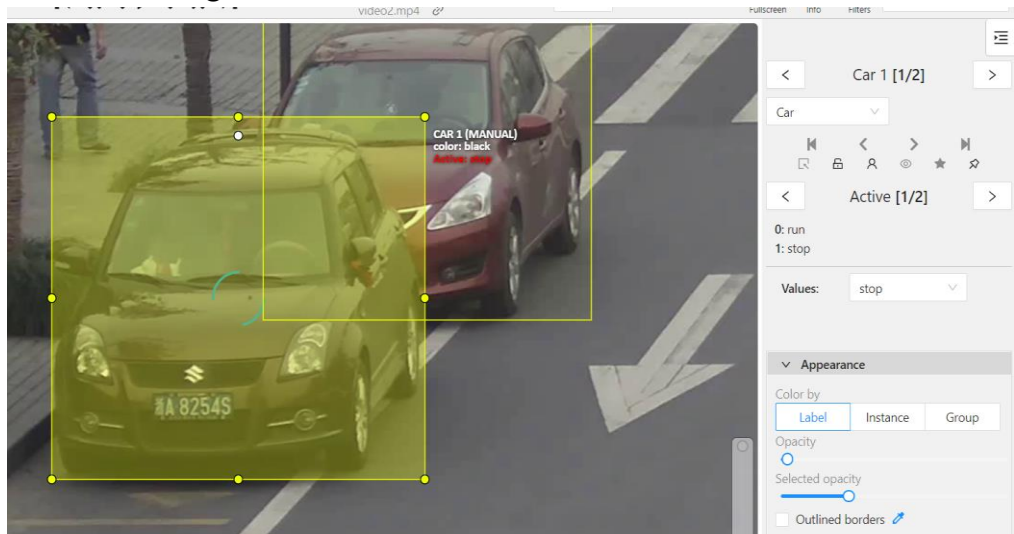 video2.mp4
Fullscreen Info Filters
Car 1 [1/2]
Car
CAR 1 (MANUAL)
color: black
Active: stop
Active [1/2]
0: run
1: stop
Values: stop
Appearance
Color by
Label Instance Group
Opacity
Selected opacity
Outlined borders
A 8254S